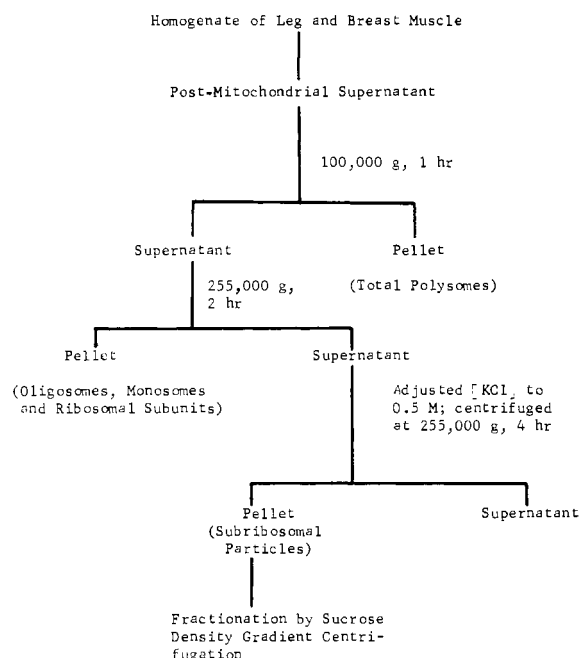 Homogenate of Leg and Breast Muscle
Post-Mitochondrial Supernatant
100,000 g, 1 hr
Supernatant
Pellet
(Total Polysomes)
255,000 g,
2 hr
Pellet
(Oligosomes, Monosomes
and Ribosomal Subunits)
Supernatant
Adjusted [KCl] to
0.5 M; centrifuged
at 255,000 g, 4 hr
Pellet
(Subribosomal
Particles)
Supernatant
Fractionation by Sucrose
Density Gradient Centri-
fugation